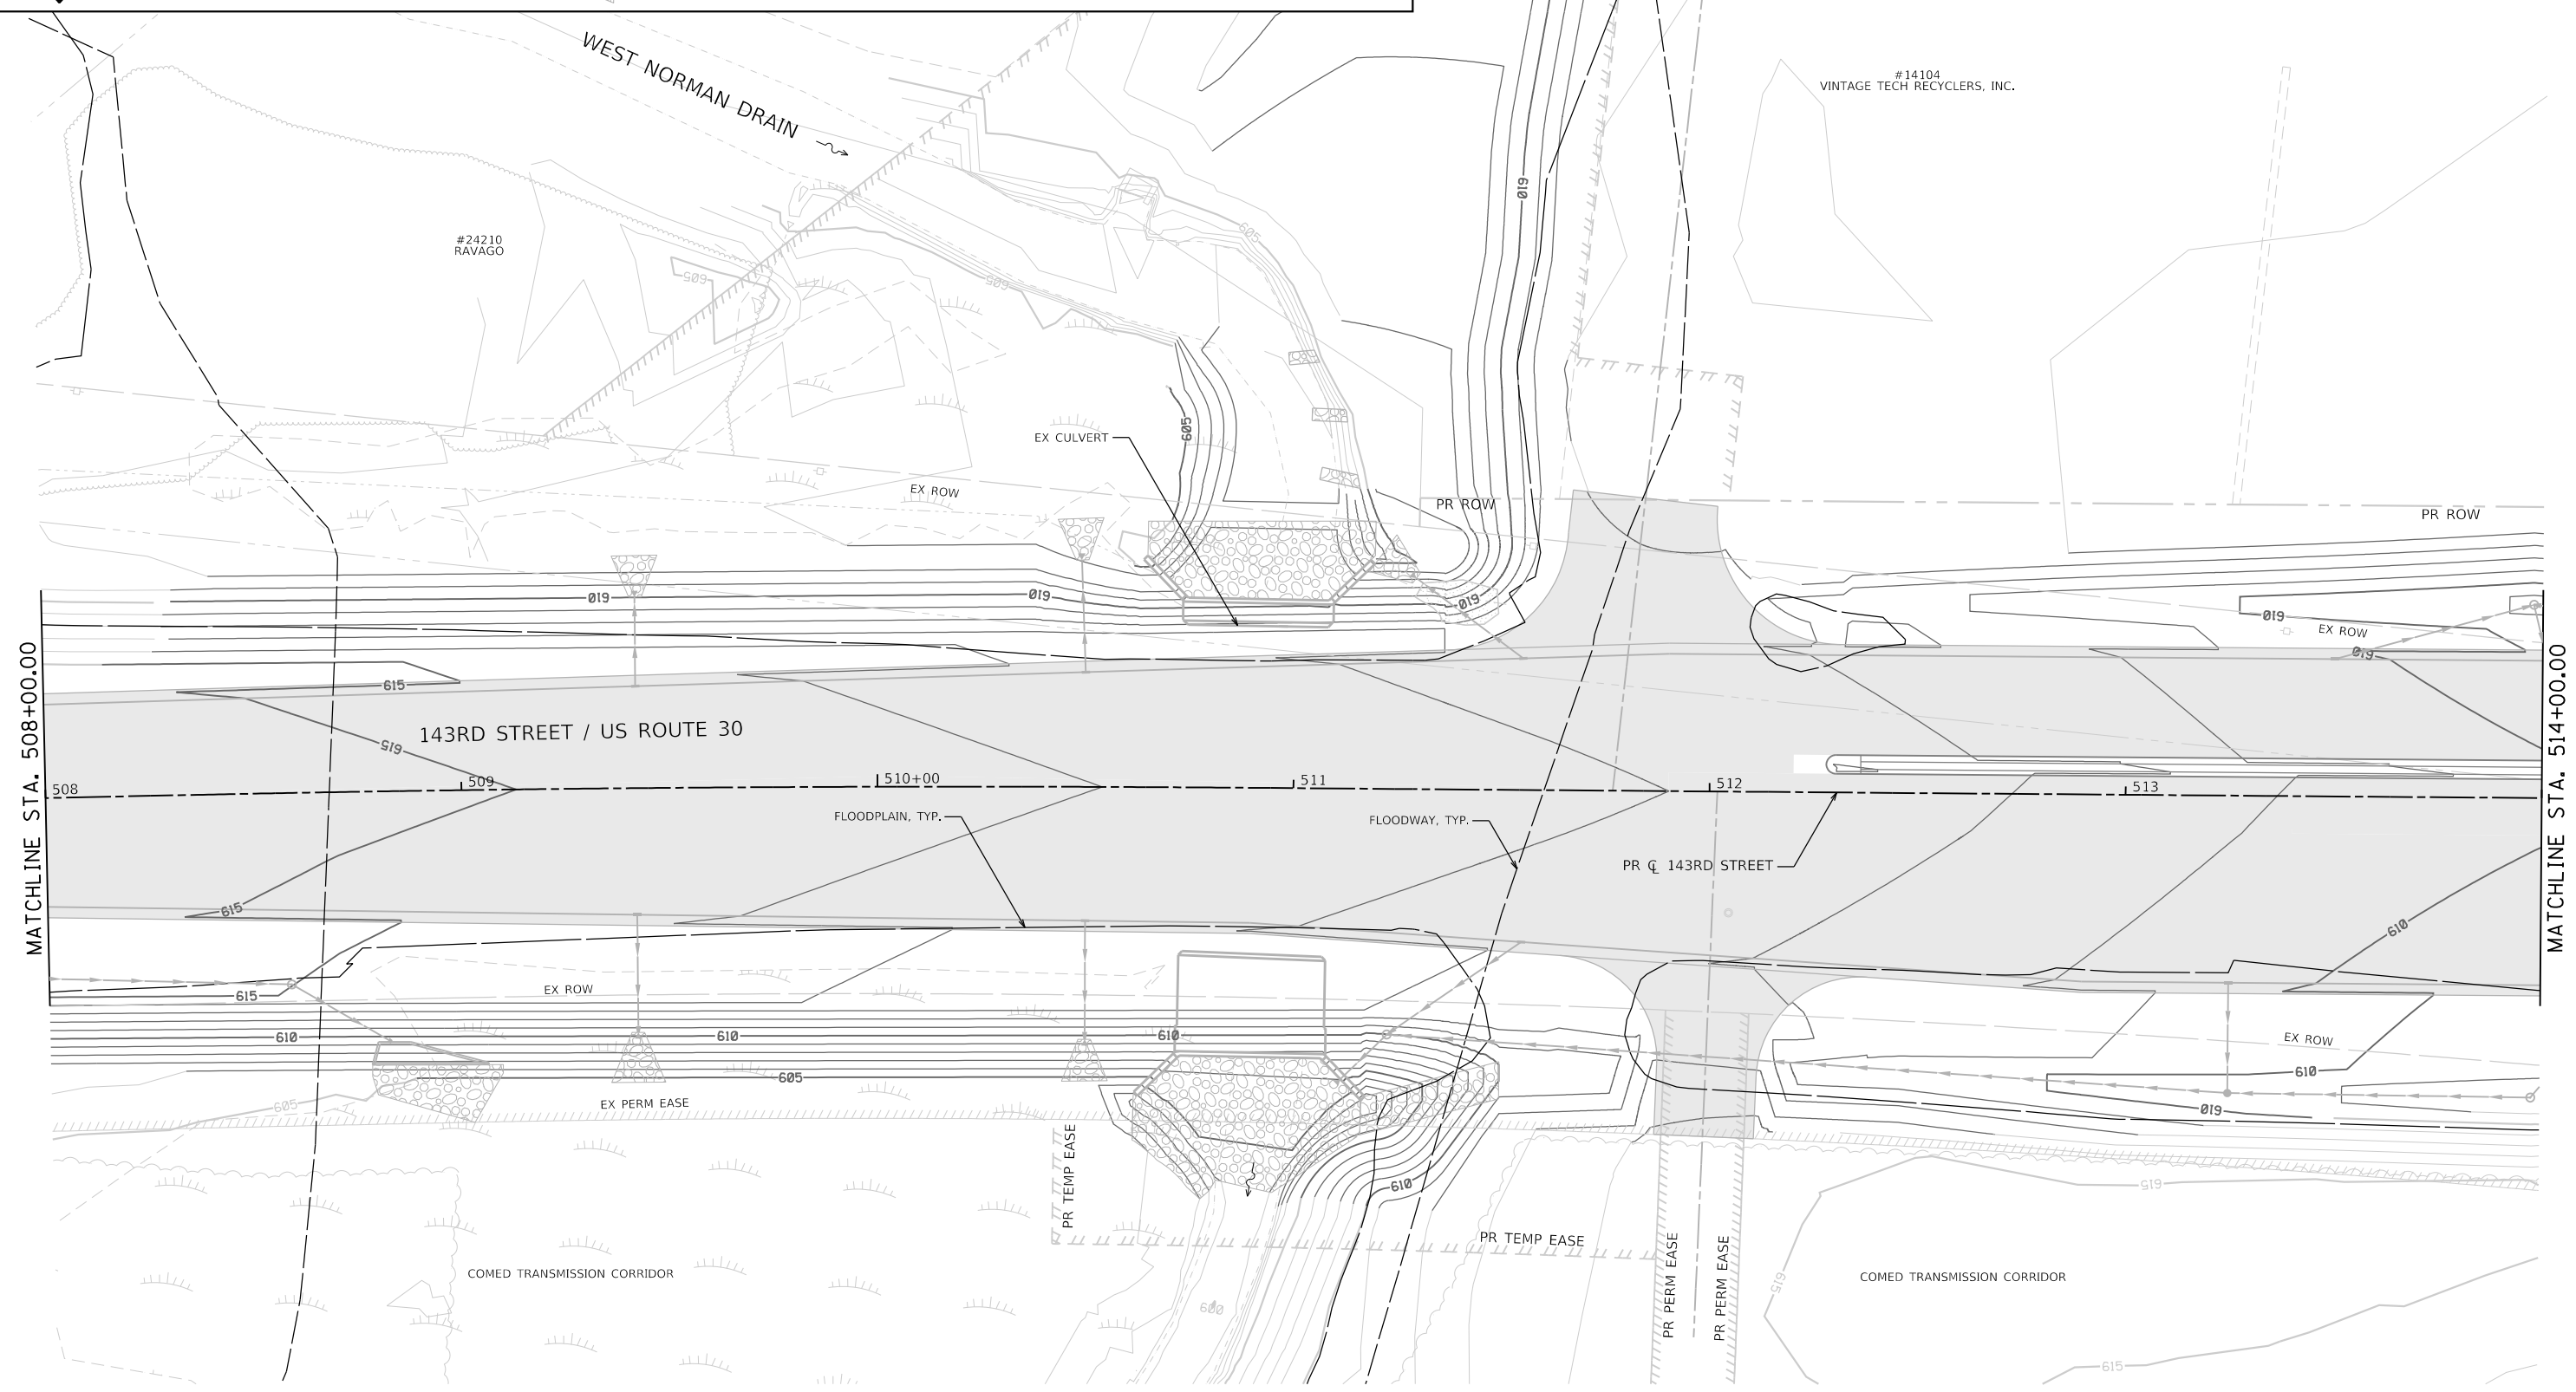 WEST NORMAN DRAIN
#14104
VINTAGE TECH RECYCLERS, INC.
610
605
#24210
RAVAGO
605
605
605
EX CULVERT
EX ROW
PR ROW
PR ROW
610
610
610
610
EX ROW
610
MATCHLINE STA. 508+00.00
MATCHLINE STA. 514+00.00
615
143RD STREET / US ROUTE 30
615
508
509
510+00
511
512
513
FLOODPLAIN, TYP.
FLOODWAY, TYP.
PR ℄ 143RD STREET
615
610
EX ROW
615
610
610
610
EX ROW
605
610
605
EX PERM EASE
610
PR TEMP EASE
610
615
PR TEMP EASE
PR PERM EASE
PR PERM EASE
COMED TRANSMISSION CORRIDOR
COMED TRANSMISSION CORRIDOR
615
600
615